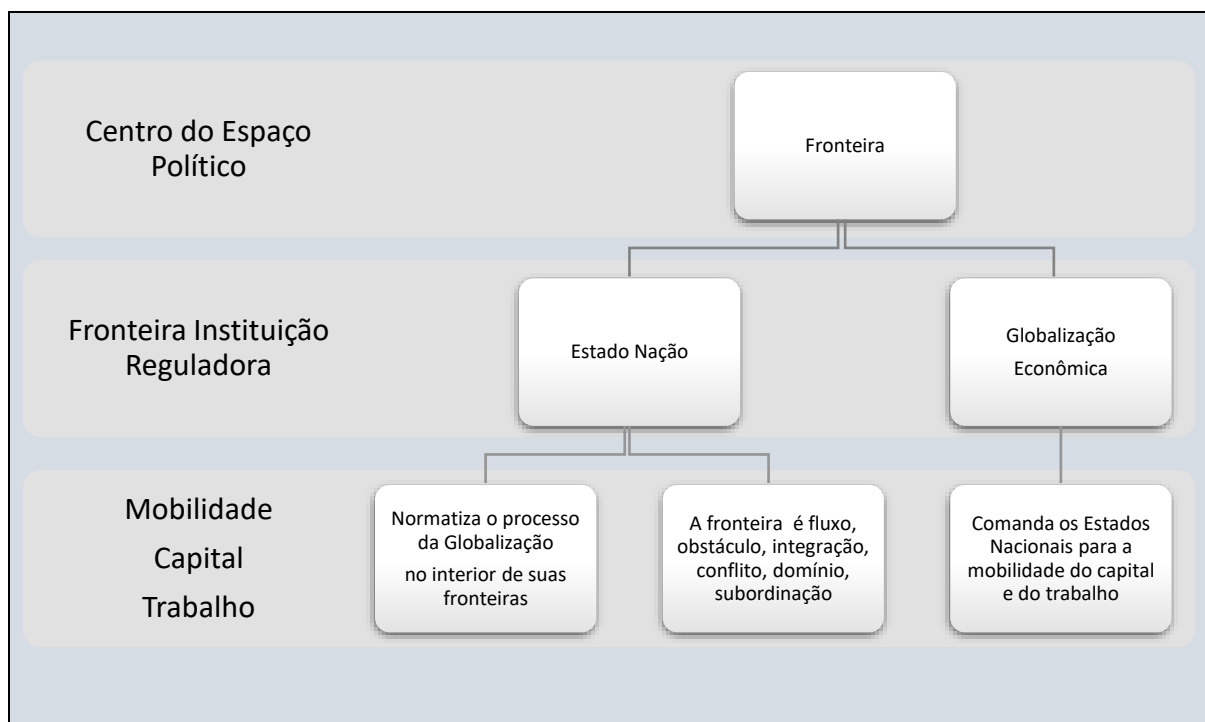 Centro do Espaço
Político
Fronteira
Fronteira Instituição
Reguladora
Estado Nação
Globalização
Econômica
Mobilidade
Capital
Trabalho
Normatiza o processo
da Globalização
no interior de suas
fronteiras
A fronteira é fluxo,
obstáculo, integração,
conflito, domínio,
subordinação
Comanda os Estados
Nacionais para a
mobilidade do capital
e do trabalho